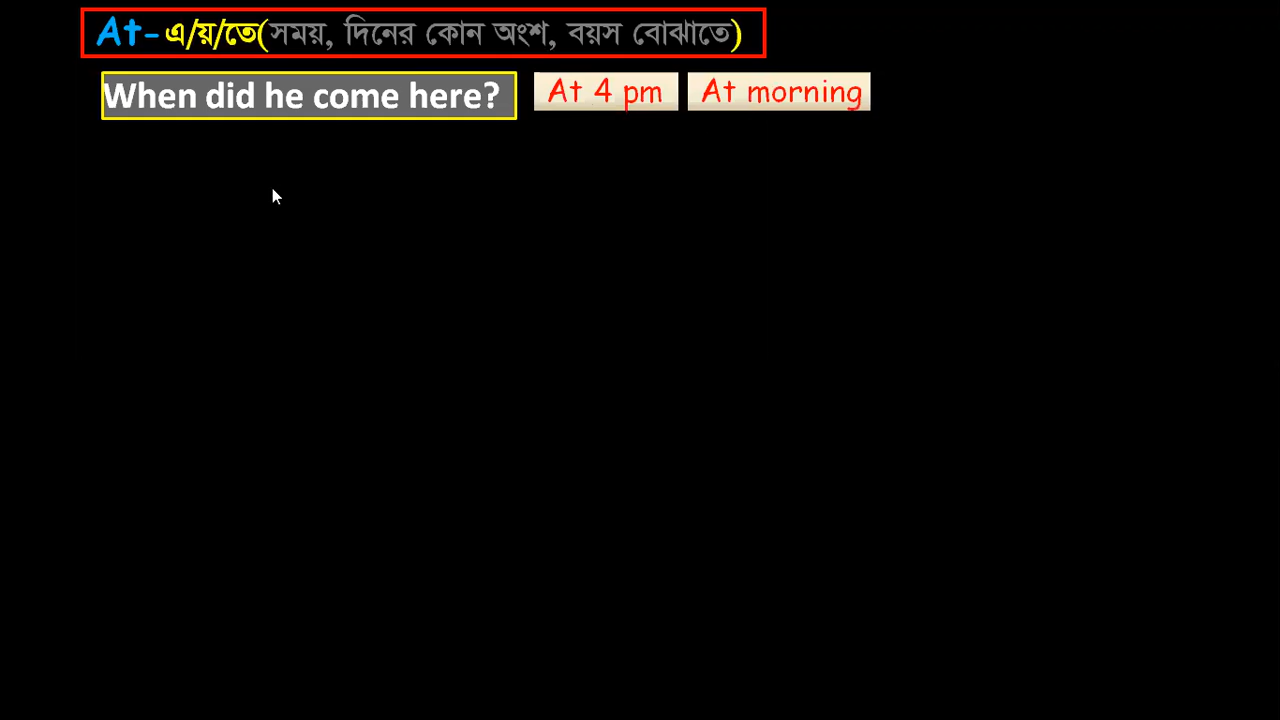 At- এ/য়/তে(সময়, দিনের কোন অংশ, বয়স বোঝাতে)
When did he come here? At 4 pm At morning